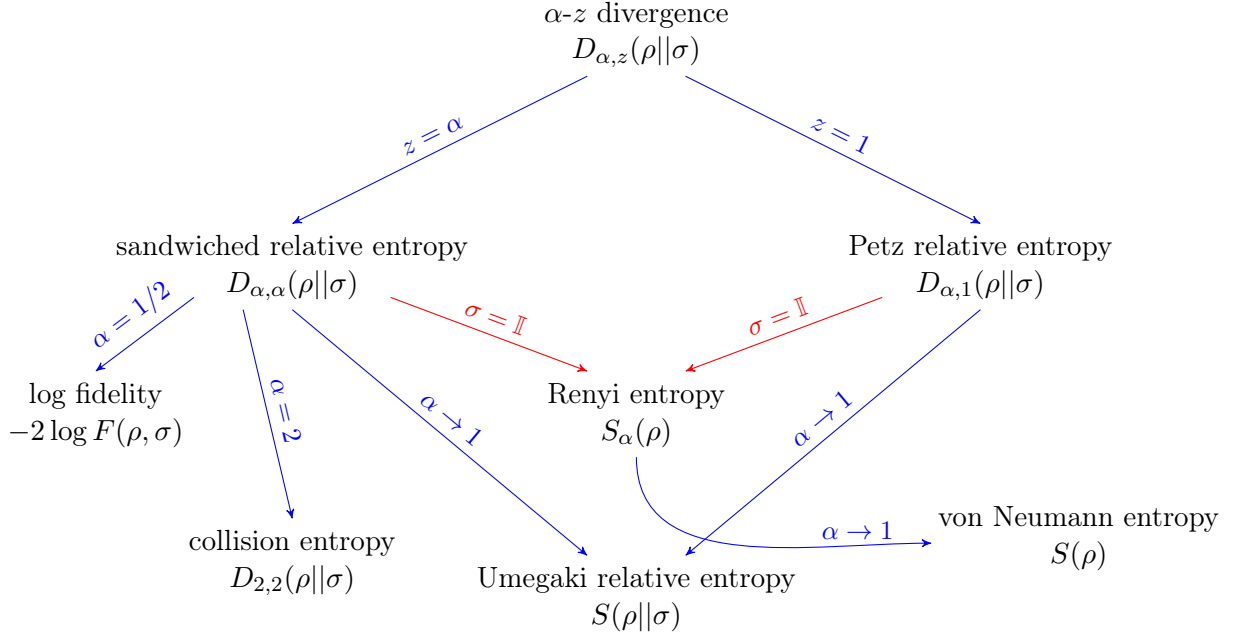 α-z divergence
D_{α,z}(ρ||σ)
z = α
z = 1
sandwiched relative entropy
D_{α,α}(ρ||σ)
Petz relative entropy
D_{α,1}(ρ||σ)
α = 1/2
σ = 𝕀
σ = 𝕀
log fidelity
−2 log F(ρ, σ)
α = 2
α → 1
Renyi entropy
S_α(ρ)
α → 1
collision entropy
D_{2,2}(ρ||σ)
Umegaki relative entropy
S(ρ||σ)
α → 1
von Neumann entropy
S(ρ)